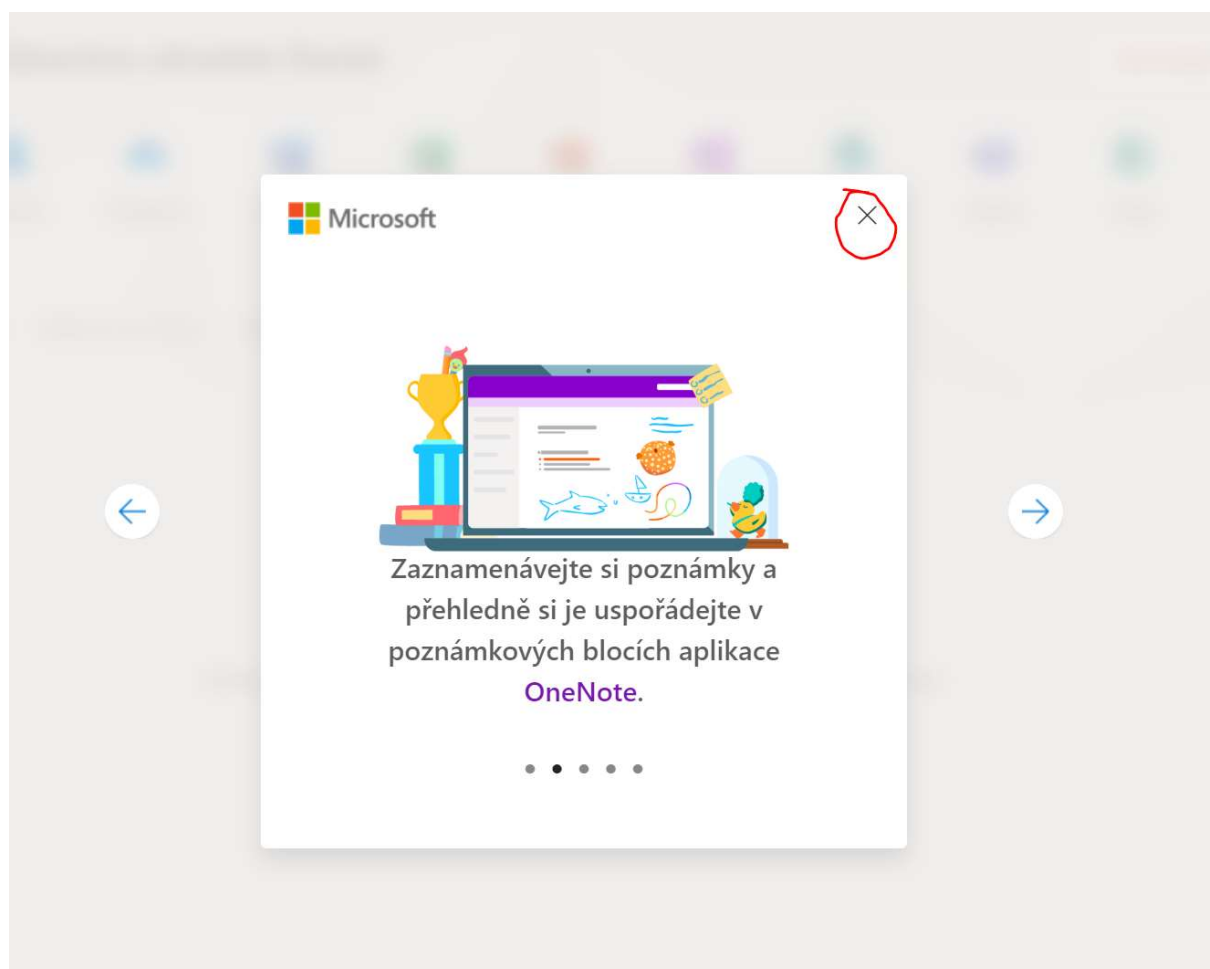 Microsoft
Zaznamenávejte si poznámky a
přehledně si je uspořádejte v
poznámkových blocích aplikace
OneNote.